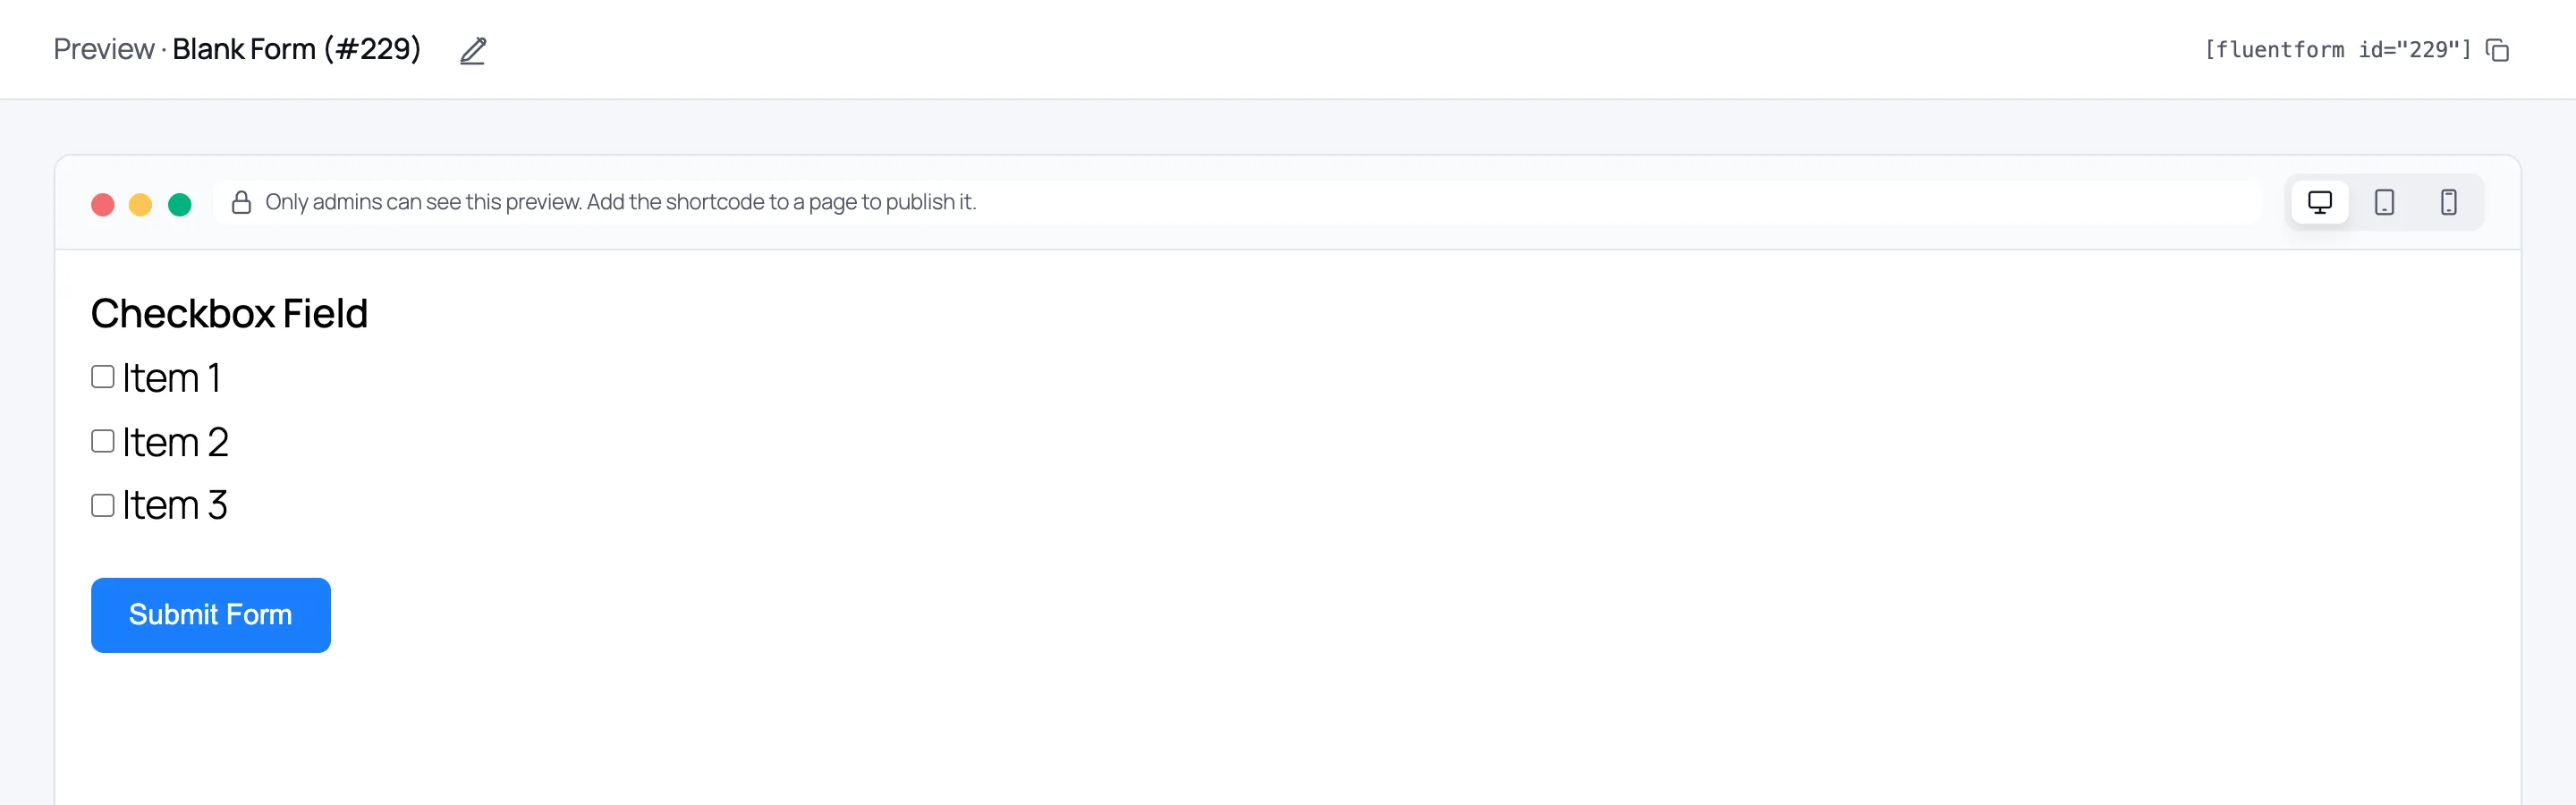 Preview · Blank Form (#229)
[fluentform id="229"]
Only admins can see this preview. Add the shortcode to a page to publish it.
Checkbox Field
Item 1
Item 2
Item 3
Submit Form